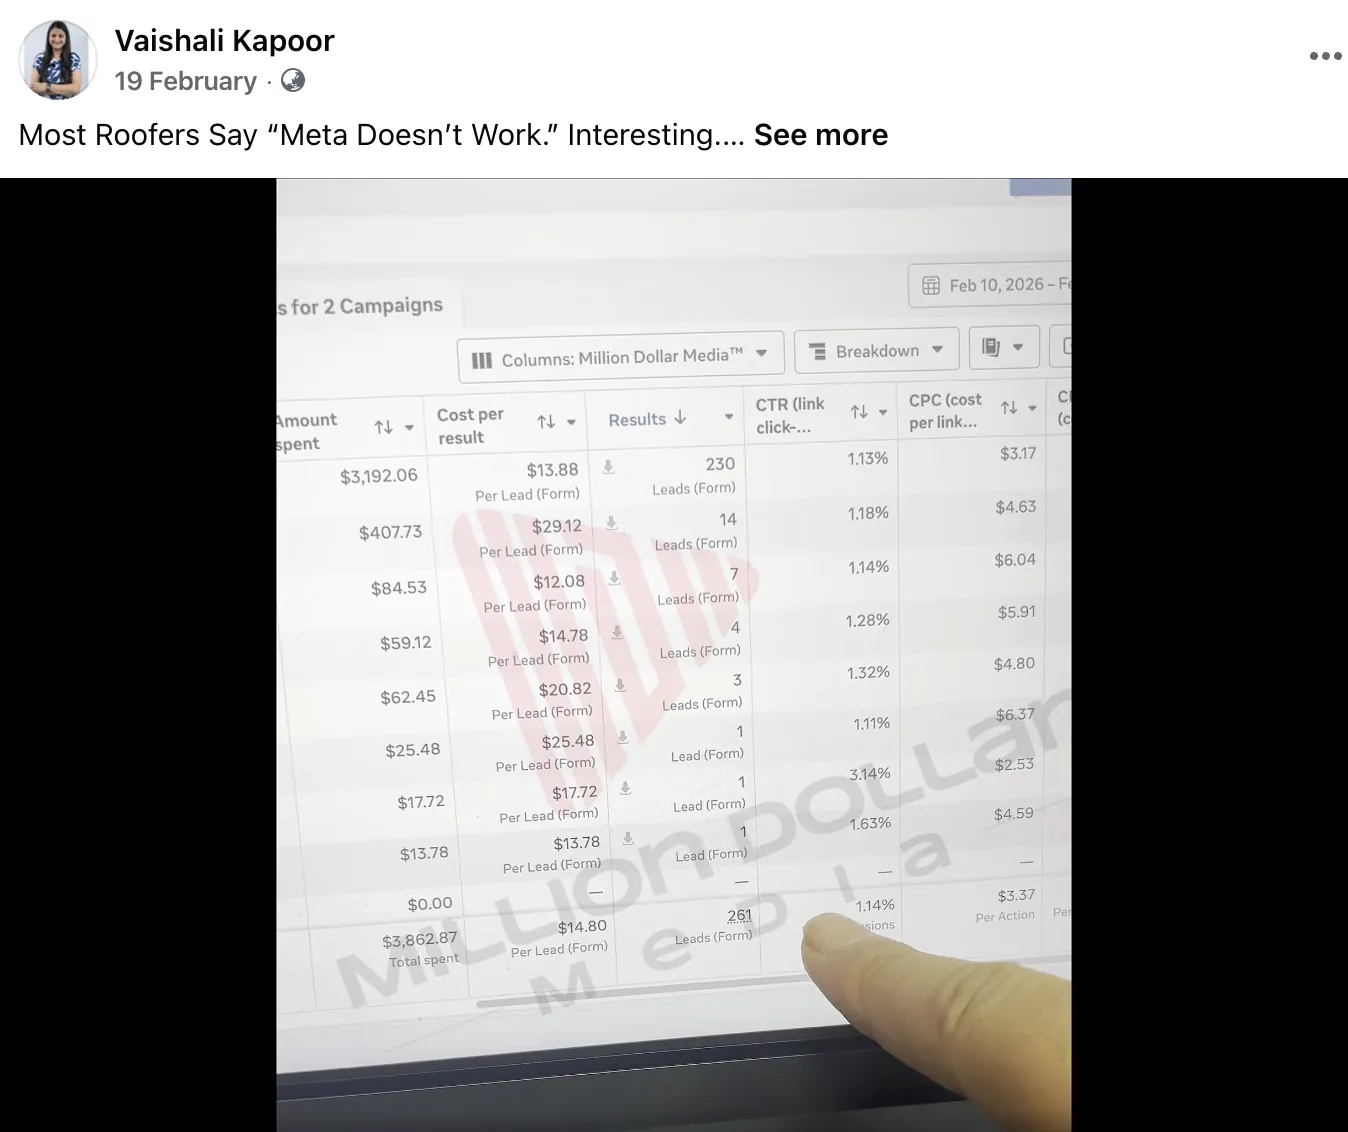 Vaishali Kapoor
19 February ·
Most Roofers Say “Meta Doesn’t Work.” Interesting.... See more
s for 2 Campaigns
Feb 10, 2026 – Fe
Columns: Million Dollar Media™
Breakdown
Amount spent
Cost per result
Results ↓
CTR (link click-...
CPC (cost per link...
$3,192.06 $13.88 230 1.13% $3.17
Per Lead (Form) Leads (Form)
$407.73 $29.12 14 1.18% $4.63
Per Lead (Form) Leads (Form)
$84.53 $12.08 7 1.14% $6.04
Per Lead (Form) Leads (Form)
$59.12 $14.78 4 1.28% $5.91
Per Lead (Form) Leads (Form)
$62.45 $20.82 3 1.32% $4.80
Per Lead (Form) Leads (Form)
$25.48 $25.48 1 1.11% $6.37
Per Lead (Form) Lead (Form)
$17.72 $17.72 1 3.14% $2.53
Per Lead (Form) Lead (Form)
$13.78 $13.78 1 1.63% $4.59
Per Lead (Form) Lead (Form)
$0.00 — — — —
$3,862.87 $14.80 261 1.14% $3.37
Total spent Per Lead (Form) Leads (Form) sions Per Action Per
MILLION DOLLAR
MeDIa